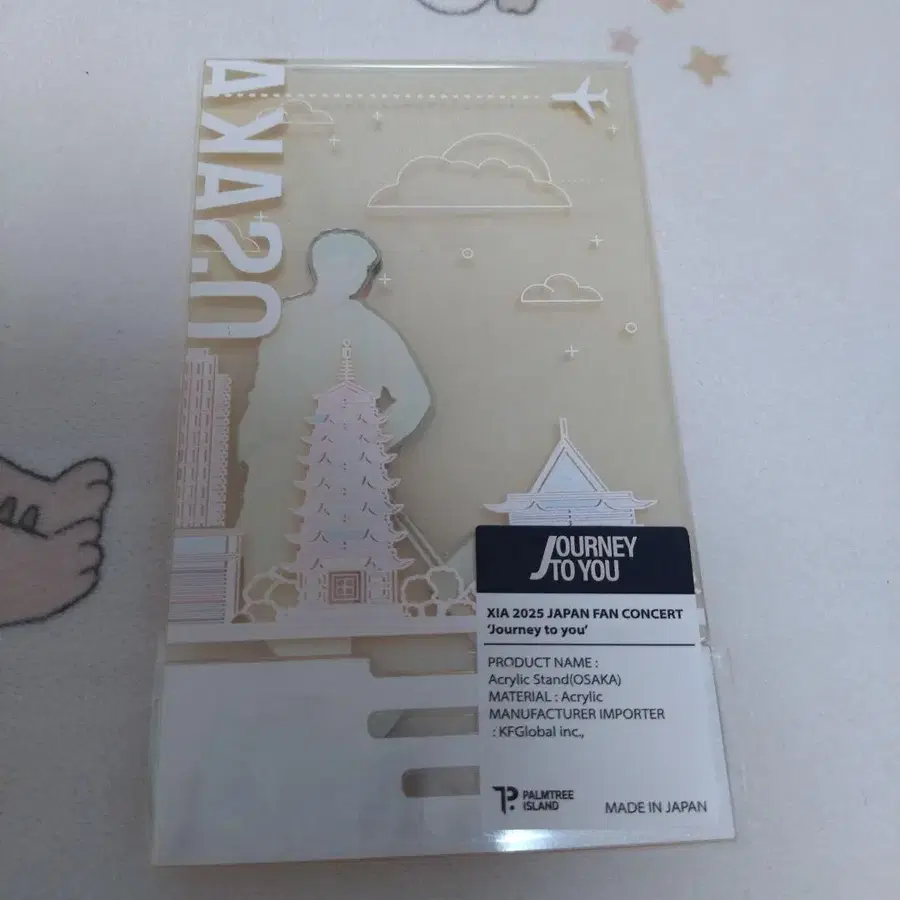 OSAKA
JOURNEY
TO YOU
XIA 2025 JAPAN FAN CONCERT
'Journey to you'
PRODUCT NAME :
Acrylic Stand(OSAKA)
MATERIAL : Acrylic
MANUFACTURER IMPORTER
: KFGlobal inc.,
PALMTREE
ISLAND
MADE IN JAPAN